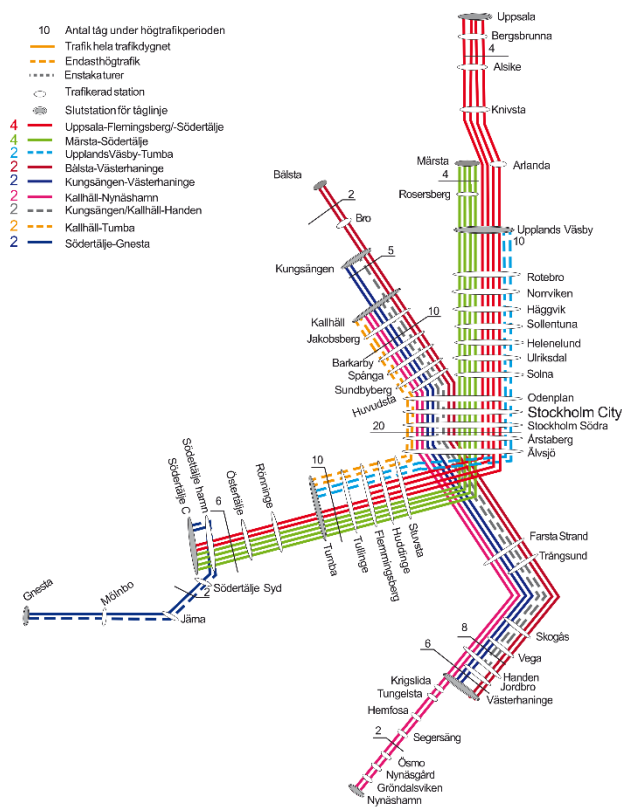 10 Antal tåg under högtrafikperioden
Trafik hela trafikdygnet
Endasthögtrafik
Enstaka turer
Trafikerad station
Slutstation för tåglinje
4 Uppsala-Flerningsberg/-Södertälje
4 Märsta-Södertälje
2 UpplandsVäsby-Tumba
2 Bålsta-Västerhaninge
2 Kungsängen-Västerhaninge
2 Kallhäll-Nynäshamn
2 Kungsängen/Kallhäll-Handen
2 Kallhäll-Tumba
2 Södertälje-Gnesta
Uppsala
Bergsbrunna
4
Alsike
Knivsta
Märsta
Arlanda
4
Rosersberg
Upplands Väsby
10
Bålsta
2
Bro
Kungsängen
5
Kallhäll
Jakobsberg
10
Barkarby
Spånga
Sundbyberg
Huvudsta
Rotebro
Norrviken
Häggvik
Sollentuna
Helenelund
Ulriksdal
Solna
Odenplan
Stockholm City
Stockholm Södra
20
Årstaberg
Älvsjö
Södertälje C
Södettälje hamn
6
Östertälje
Rönninge
10
Tumba
Tullinge
Flemmingsberg
Huddinge
Stuvsta
Södertälje Syd
2
Gnesta
Mölnbo
Järna
Farsta Strand
Trångsund
Skogås
8
Vega
6
Handen
Jordbro
Västerhaninge
Krigslida
Tungelsta
Hemfosa
Segersäng
2
Ösmo
Nynäsgård
Gröndalsviken
Nynäshamn